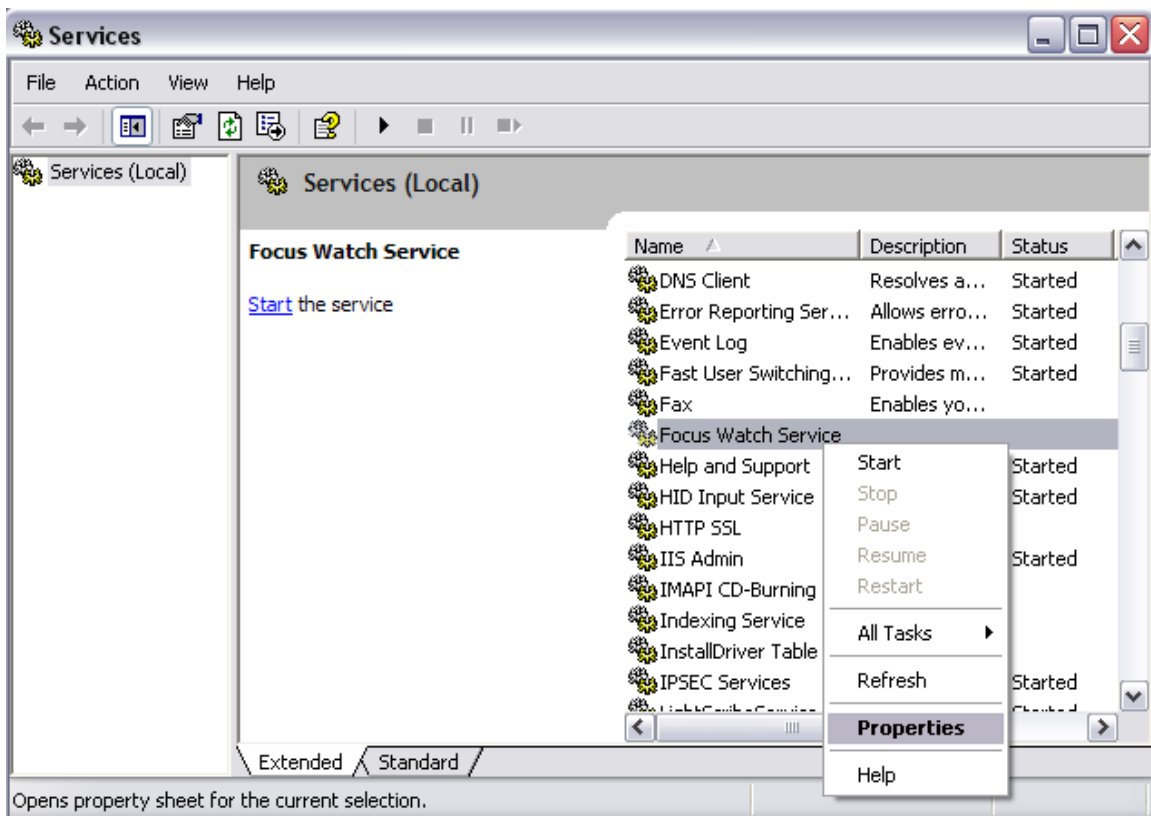 Services
File Action View Help
Services (Local)
Services (Local)
Focus Watch Service
Start the service
Name Description Status
DNS Client Resolves a... Started
Error Reporting Ser... Allows erro... Started
Event Log Enables ev... Started
Fast User Switching... Provides m... Started
Fax Enables yo...
Focus Watch Service
Help and Support Started
HID Input Service Started
HTTP SSL
IIS Admin Started
IMAPI CD-Burning
Indexing Service
InstallDriver Table
IPSEC Services Started
Start
Stop
Pause
Resume
Restart
All Tasks
Refresh
Properties
Help
Extended Standard
Opens property sheet for the current selection.